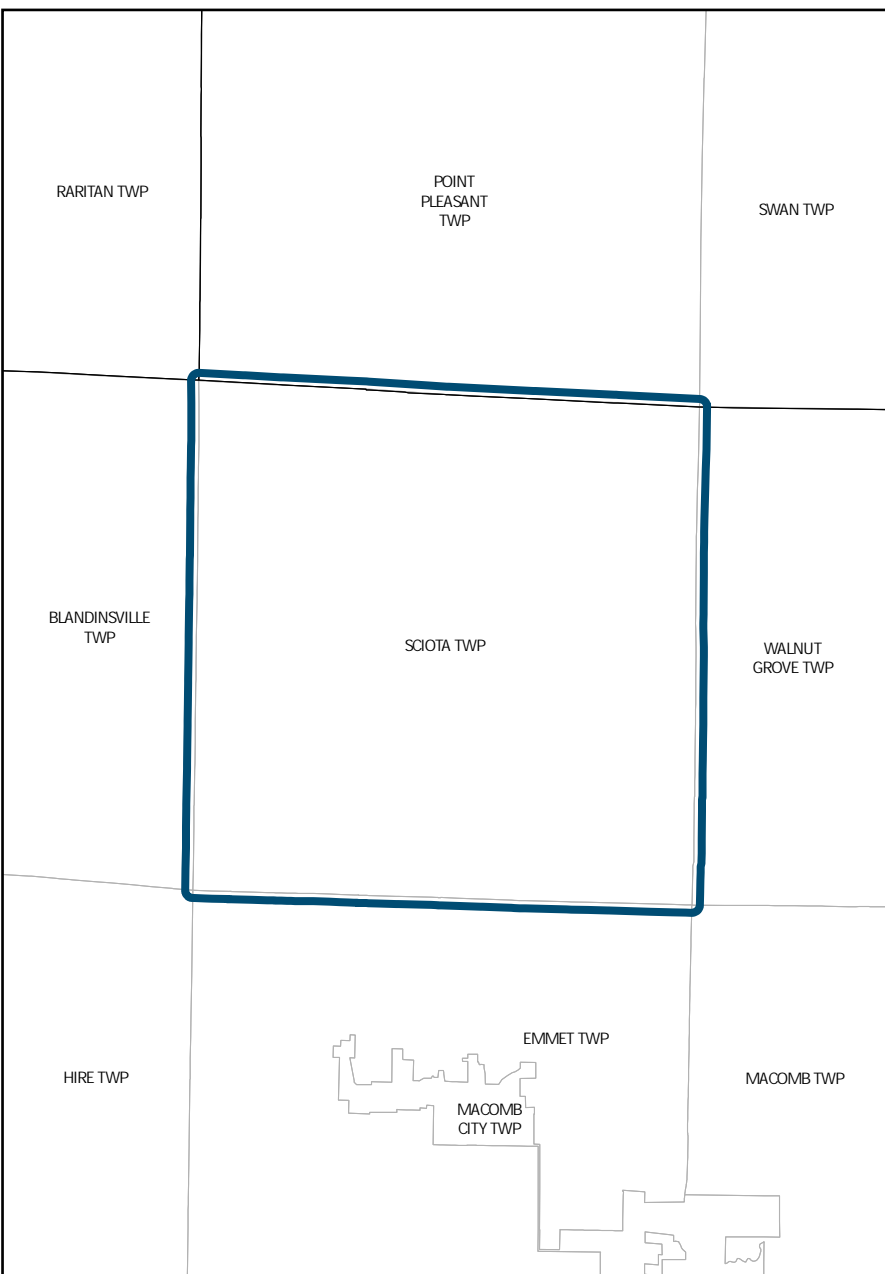 RARITAN TWP
POINT
PLEASANT
TWP
SWAN TWP
BLANDINSVILLE
TWP
SCIOTA TWP
WALNUT
GROVE TWP
HIRE TWP
EMMET TWP
MACOMB
CITY TWP
MACOMB TWP